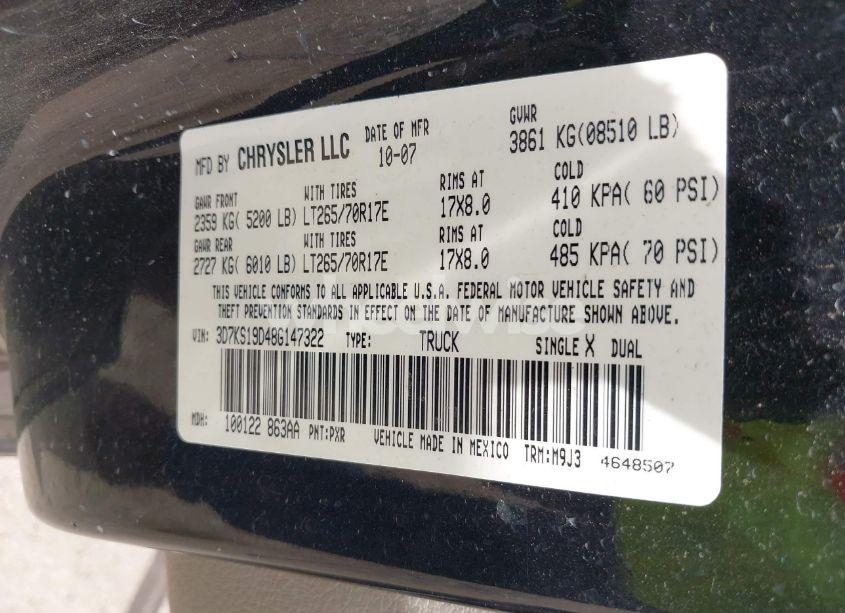 MFD BY CHRYSLER LLC DATE OF MFR 10-07 GVWR 3861 KG(08510 LB)
GAWR FRONT WITH TIRES RIMS AT COLD
2359 KG( 5200 LB) LT265/70R17E 17X8.0 410 KPA( 60 PSI)
GAWR REAR WITH TIRES RIMS AT COLD
2727 KG( 6010 LB) LT265/70R17E 17X8.0 485 KPA( 70 PSI)
THIS VEHICLE CONFORMS TO ALL APPLICABLE U.S.A. FEDERAL MOTOR VEHICLE SAFETY AND
THEFT PREVENTION STANDARDS IN EFFECT ON THE DATE OF MANUFACTURE SHOWN ABOVE.
VIN: 3D7KS19D48G147322 TYPE: TRUCK SINGLE X DUAL
MDH: 100122 863AA PNT:PXR VEHICLE MADE IN MEXICO TRM:M9J3 4648507